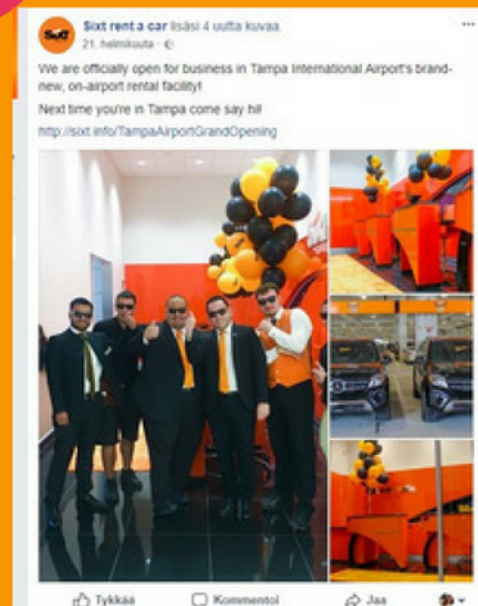 Sixt rent a car lisäsi 4 uutta kuvaa.
21. helmikuuta
We are officially open for business in Tampa International Airport's brand-
new, on-airport rental facility!
Next time you're in Tampa come say hi!
http://sixt.info/TampaAirportGrandOpening
Tykkää Kommentoi Jaa